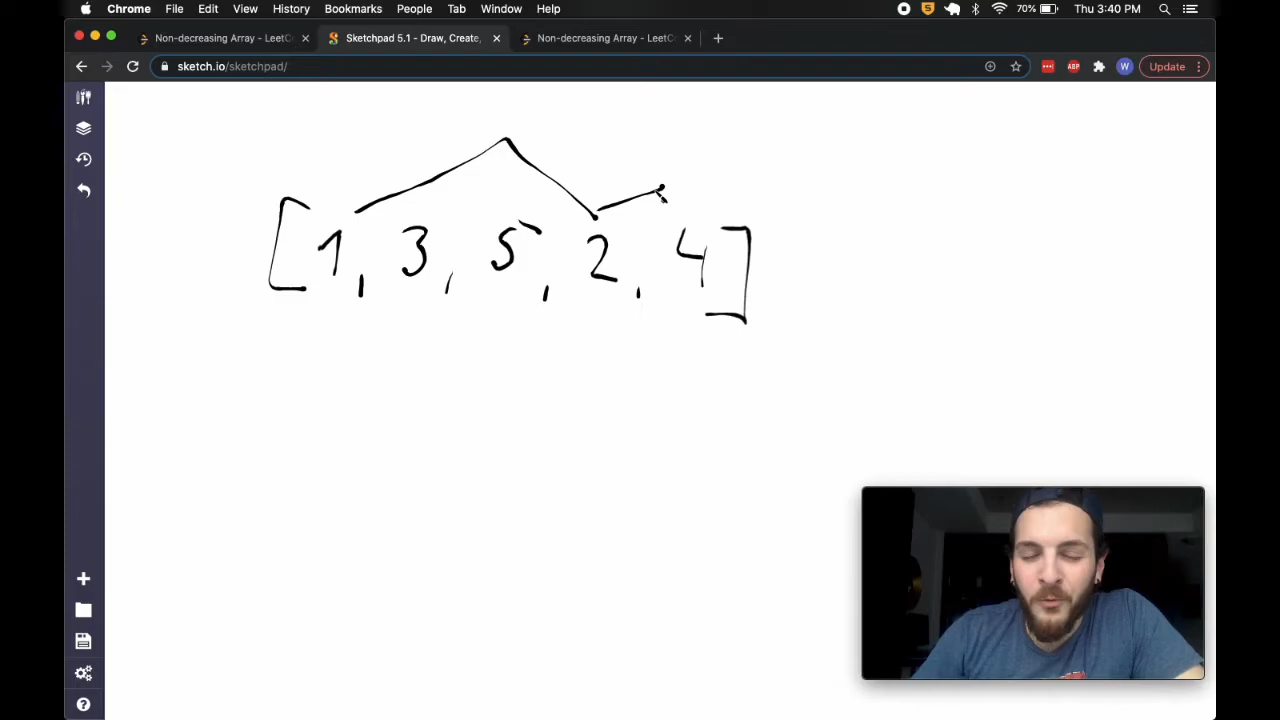 Chrome File Edit View History Bookmarks People Tab Window Help 70% Thu 3:40 PM
Non-decreasing Array - LeetC Sketchpad 5.1 - Draw, Create, Non-decreasing Array - LeetC
sketch.io/sketchpad/ ABP W Update
[1, 3, 5, 2, 4]